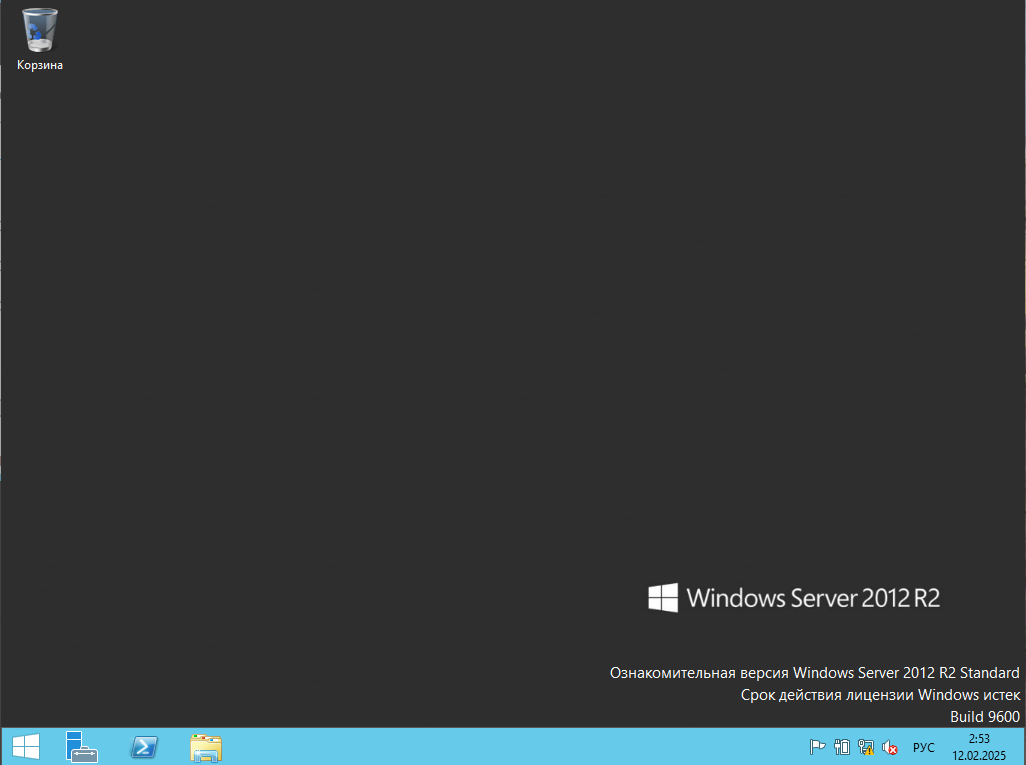 Корзина
Windows Server 2012 R2
Ознакомительная версия Windows Server 2012 R2 Standard
Срок действия лицензии Windows истек
Build 9600
РУС
2:53
12.02.2025